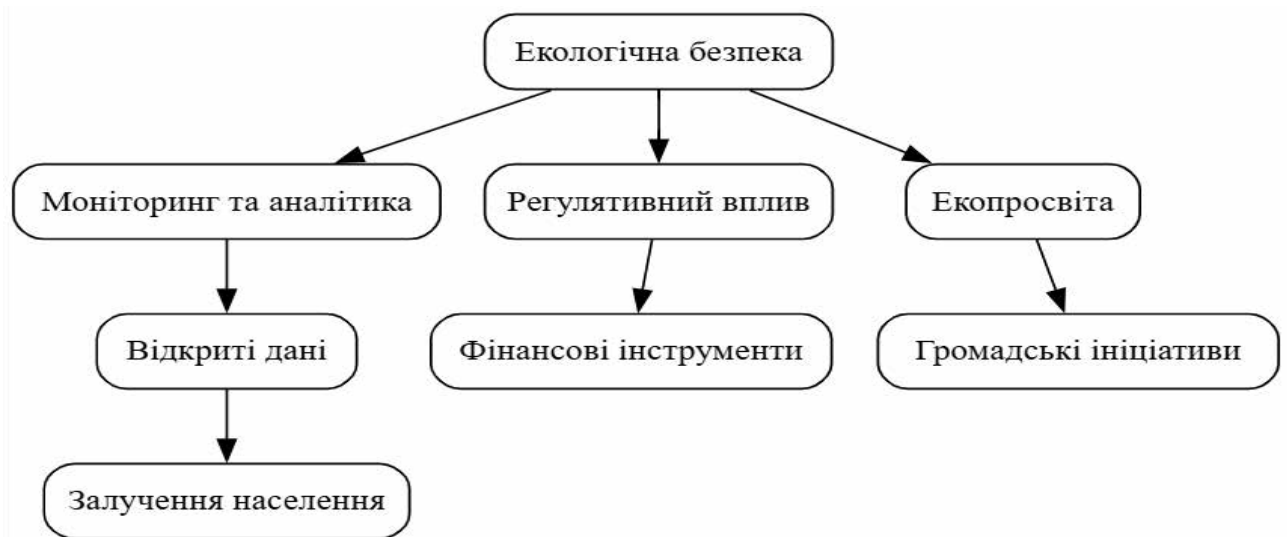 Екологічна безпека
Моніторинг та аналітика
Регулятивний вплив
Екопросвіта
Відкриті дані
Фінансові інструменти
Громадські ініціативи
Залучення населення